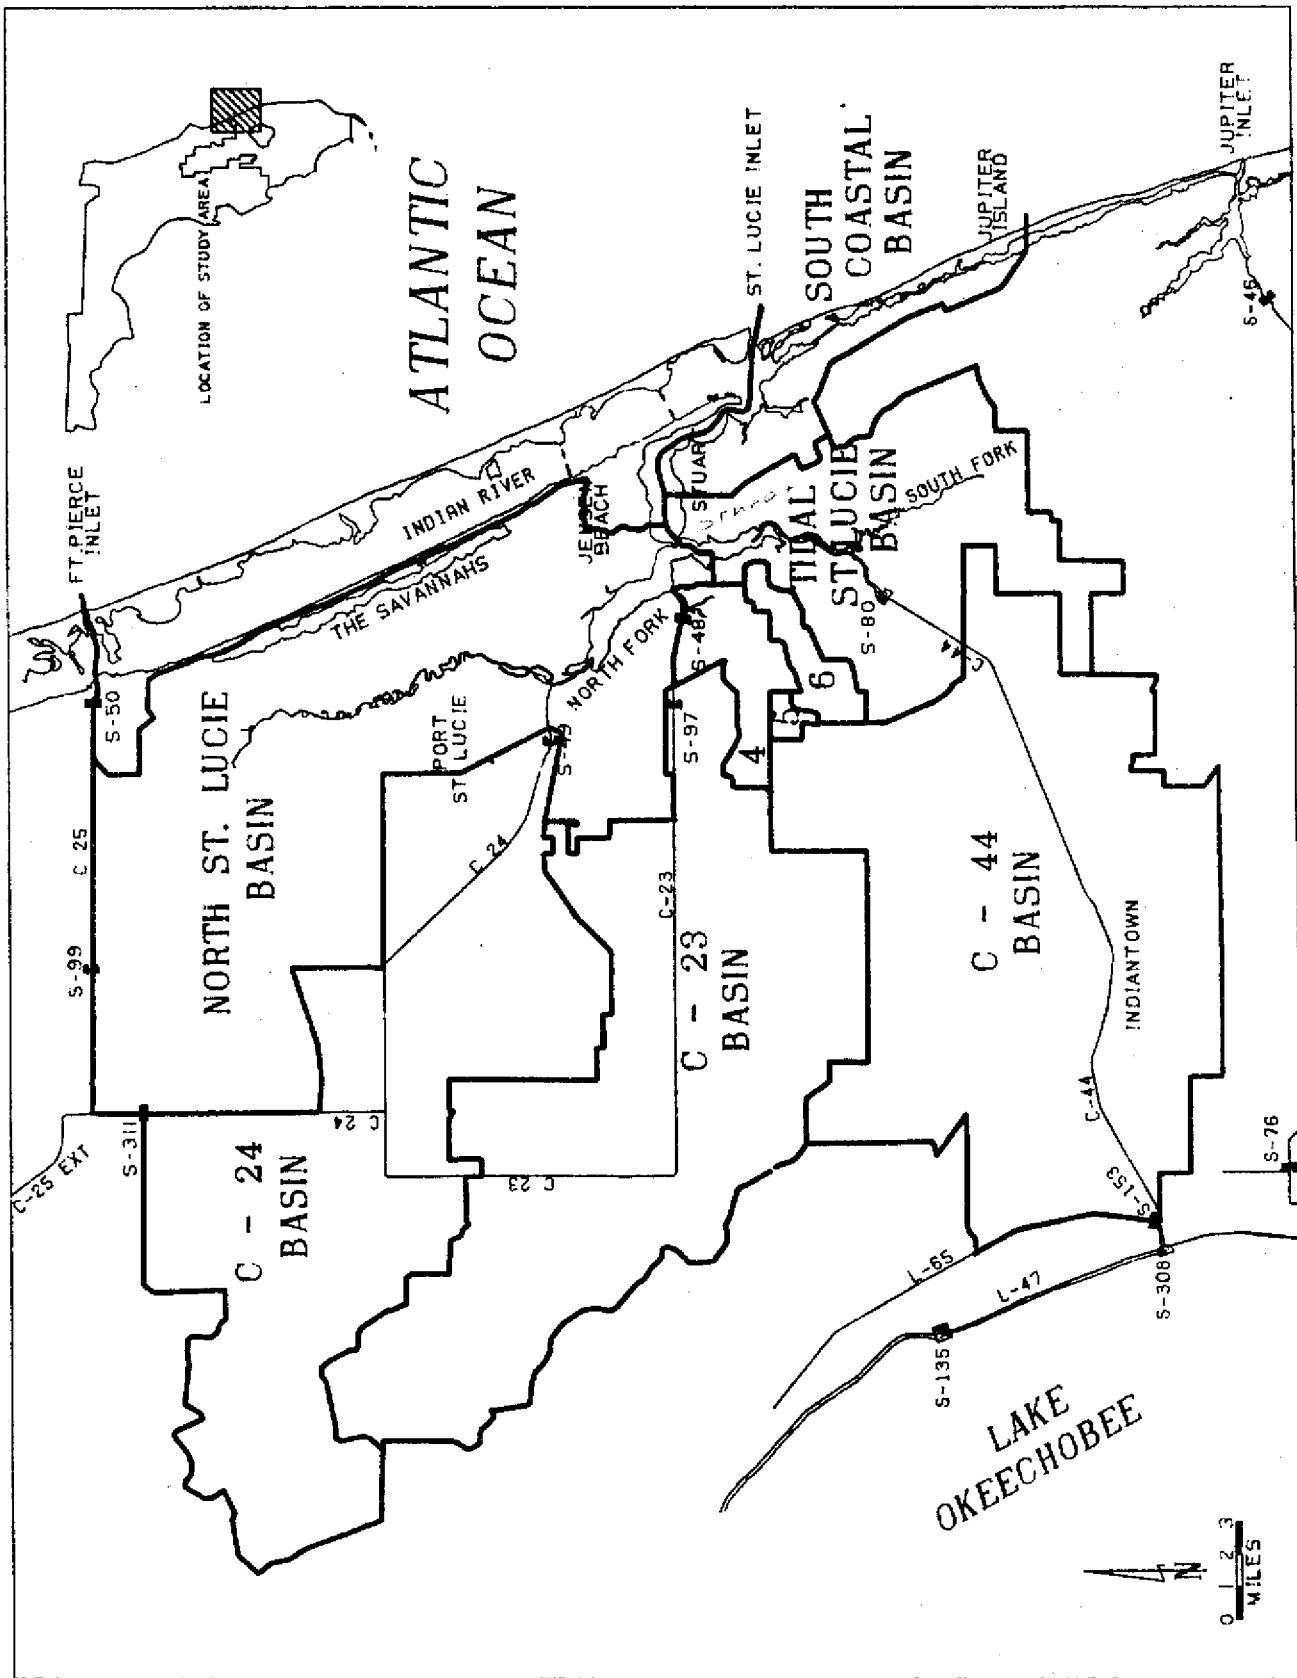 LOCATION OF STUDY AREA
ATLANTIC
OCEAN
FT. PIERCE
INLET
INDIAN RIVER
THE SAVANNAHS
JENSEN
BEACH
STUART
ST. LUCIE INLET
SOUTH
COASTAL
BASIN
JUPITER
ISLAND
JUPITER
INLET
S-46
S-50
C 25
S-99
C-25 EXT
S-311
NORTH ST. LUCIE
BASIN
PORT
ST LUCIE
S-49
NORTH FORK
C 24
C 24
C - 24
BASIN
C 23
C-23
S-97
S-48
C - 23
BASIN
4
5
6
TIDAL
ST. LUCIE
BASIN
SOUTH FORK
S-80
C-44
C - 44
BASIN
INDIANTOWN
C-44
S-153
S-76
S-308
L-65
L-47
S-135
LAKE
OKEECHOBEE
N
0 1 2 3
MILES